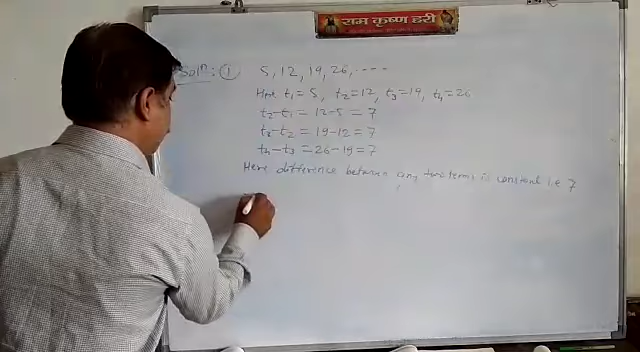 राम कृष्ण हरी
Solⁿ: ① 5, 12, 19, 26, ....
Here t₁ = 5, t₂ = 12, t₃ = 19, t₄ = 26
t₂ - t₁ = 12 - 5 = 7
t₃ - t₂ = 19 - 12 = 7
t₄ - t₃ = 26 - 19 = 7
Here difference between any two terms is constant i.e 7